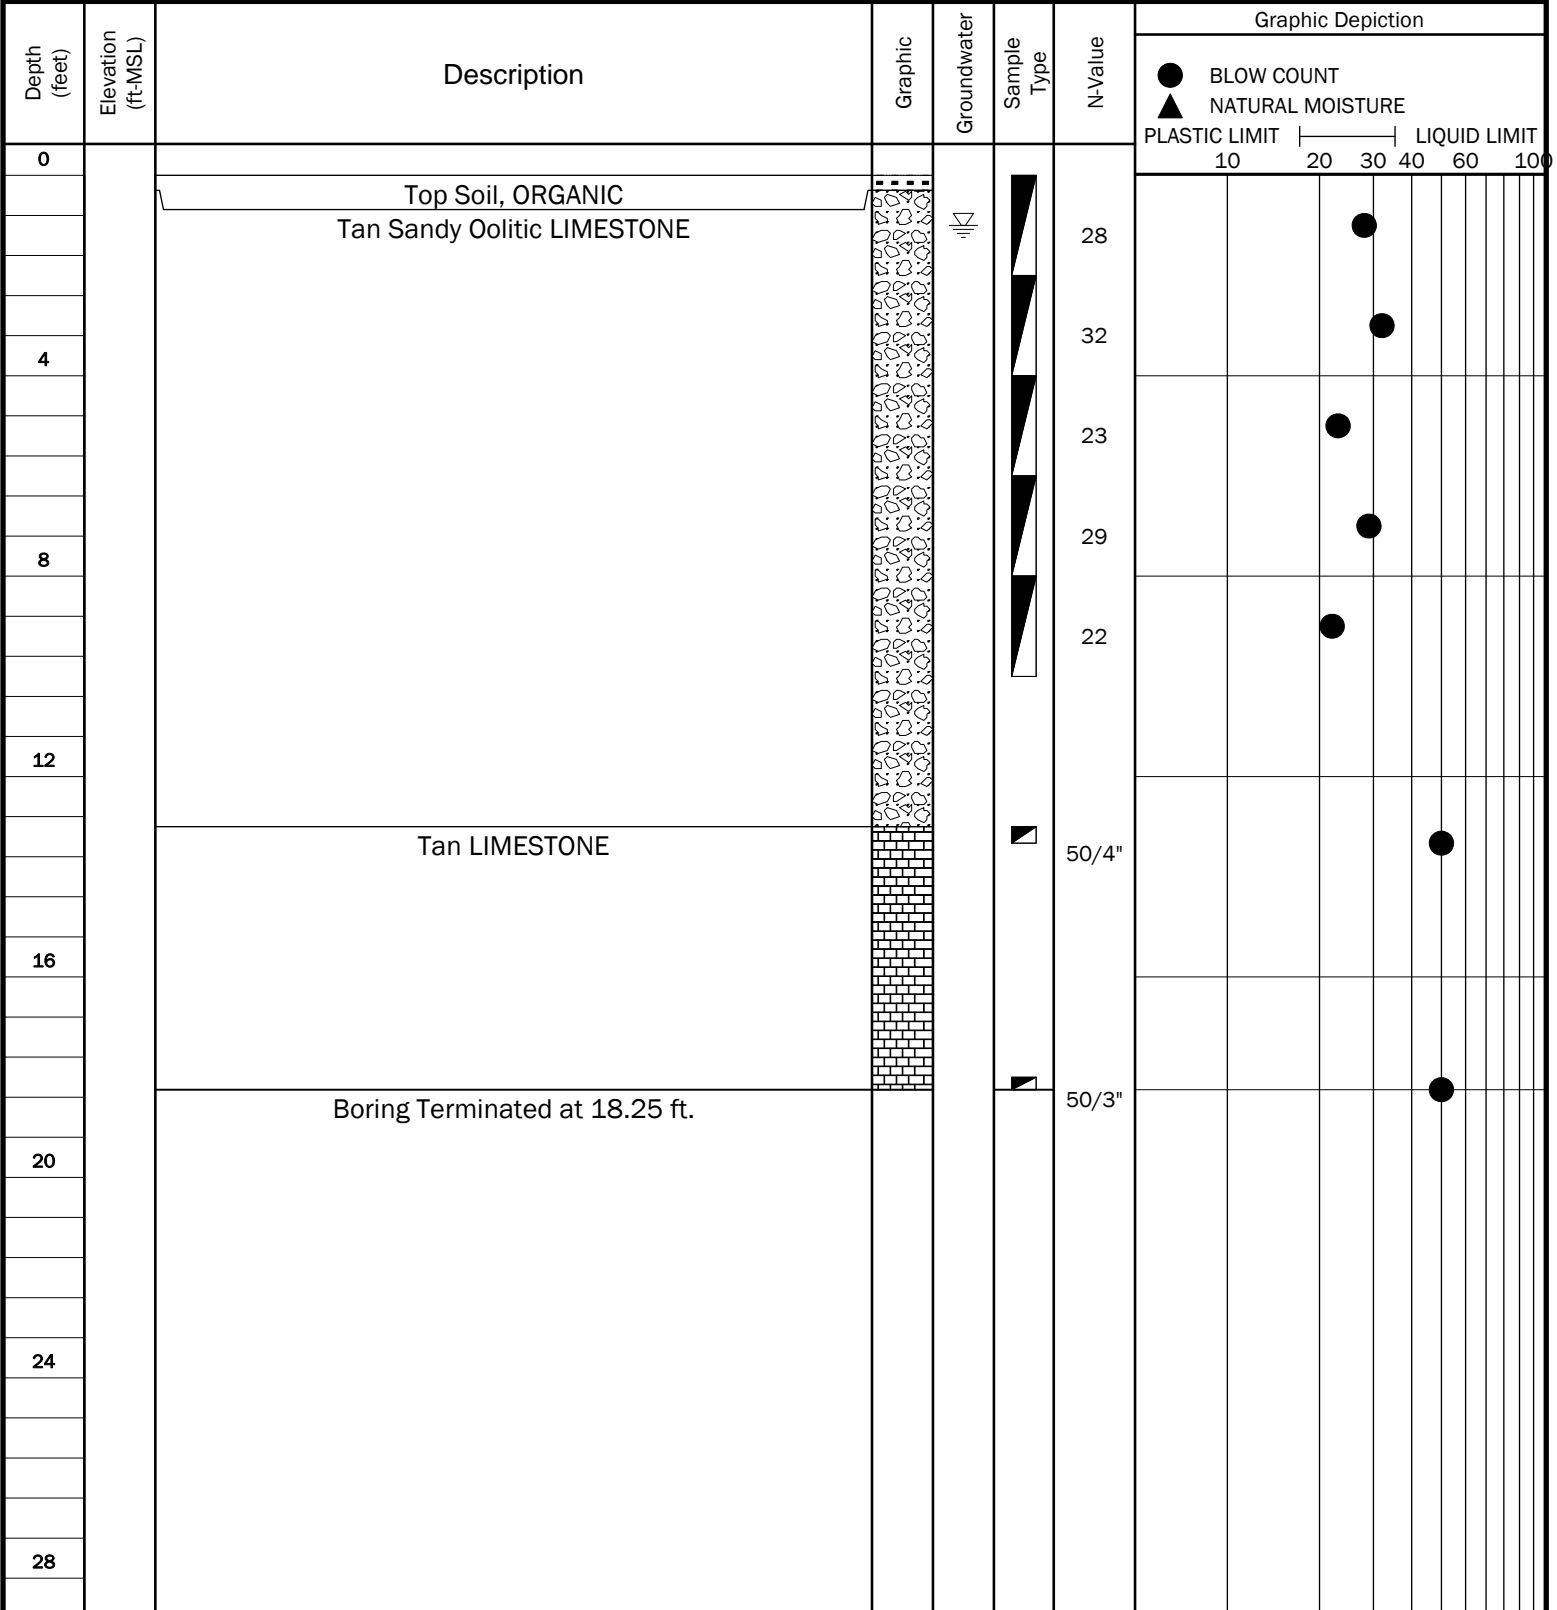 Depth
(feet)
Elevation
(ft-MSL)
Description
Graphic
Groundwater
Sample
Type
N-Value
Graphic Depiction
BLOW COUNT
NATURAL MOISTURE
PLASTIC LIMIT LIQUID LIMIT
10 20 30 40 60 100
0
Top Soil, ORGANIC
Tan Sandy Oolitic LIMESTONE
28
32
4
23
29
8
22
12
Tan LIMESTONE
50/4"
16
50/3"
Boring Terminated at 18.25 ft.
20
24
28